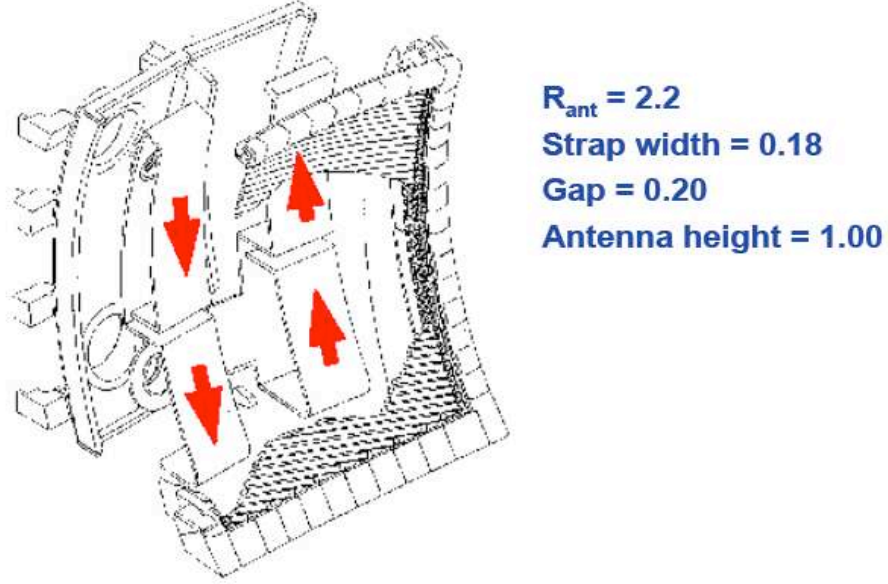 R_ant = 2.2
Strap width = 0.18
Gap = 0.20
Antenna height = 1.00